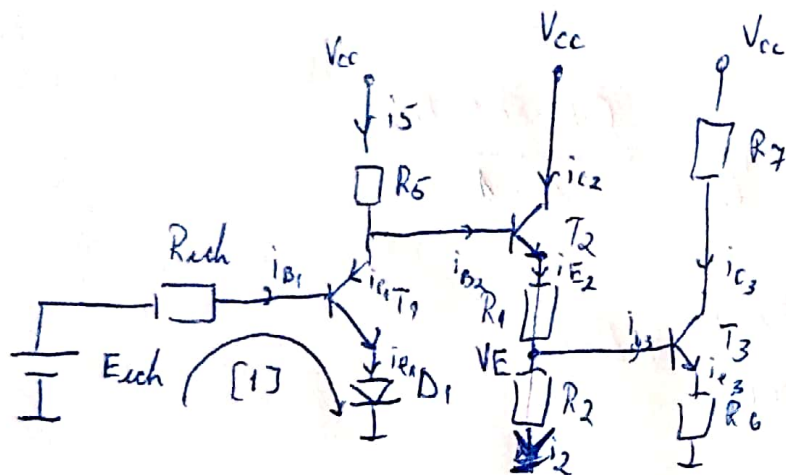 Vcc
Vcc
Vcc
i5
R5
R7
ic2
Rech
iB1
ic1
T1
iB2
T2
iE2
ic3
R1
ib3
T3
Eech
[1]
ie1
D1
VE
R2
ie3
R6
i2